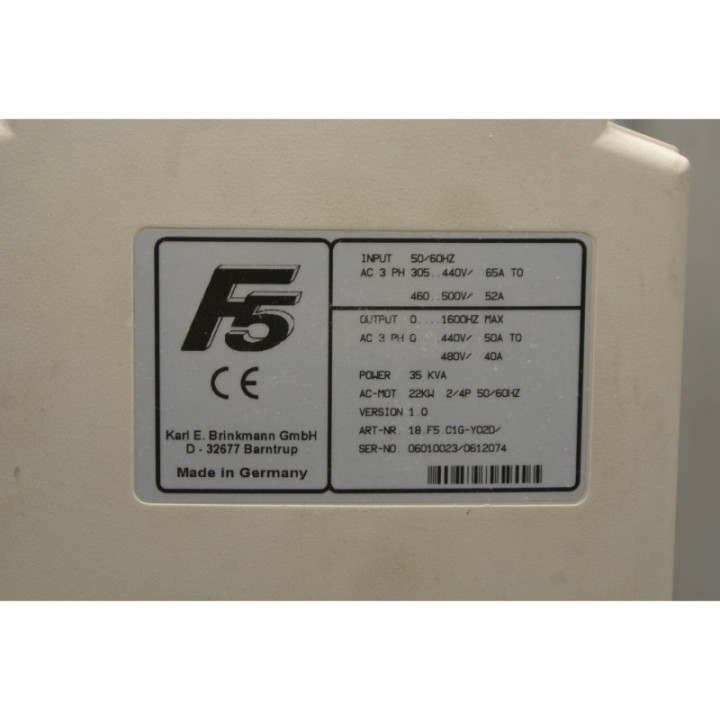 F5
CE
Karl E. Brinkmann GmbH
D - 32677 Barntrup
Made in Germany
INPUT 50/60HZ
AC 3 PH 305..440V/ 65A TO
460..500V/ 52A
OUTPUT 0....1600HZ MAX
AC 3 PH 0 440V/ 50A TO
480V/ 40A
POWER 35 KVA
AC-MOT 22KW 2/4P 50/60HZ
VERSION 1.0
ART-NR. 18.F5.C1G-Y02D/
SER-NO. 06010023/0612074